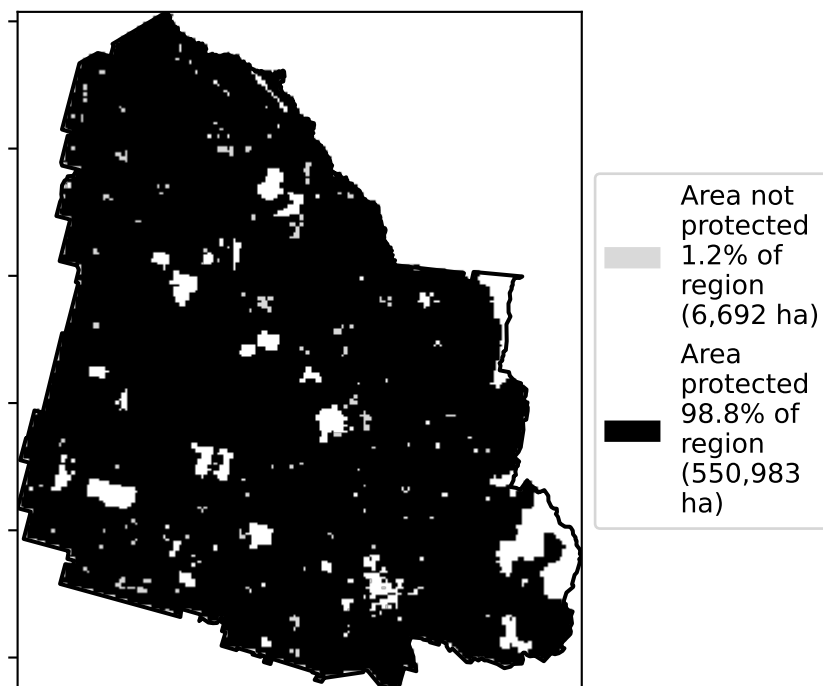 Area not
protected
1.2% of
region
(6,692 ha)
Area
protected
98.8% of
region
(550,983
ha)